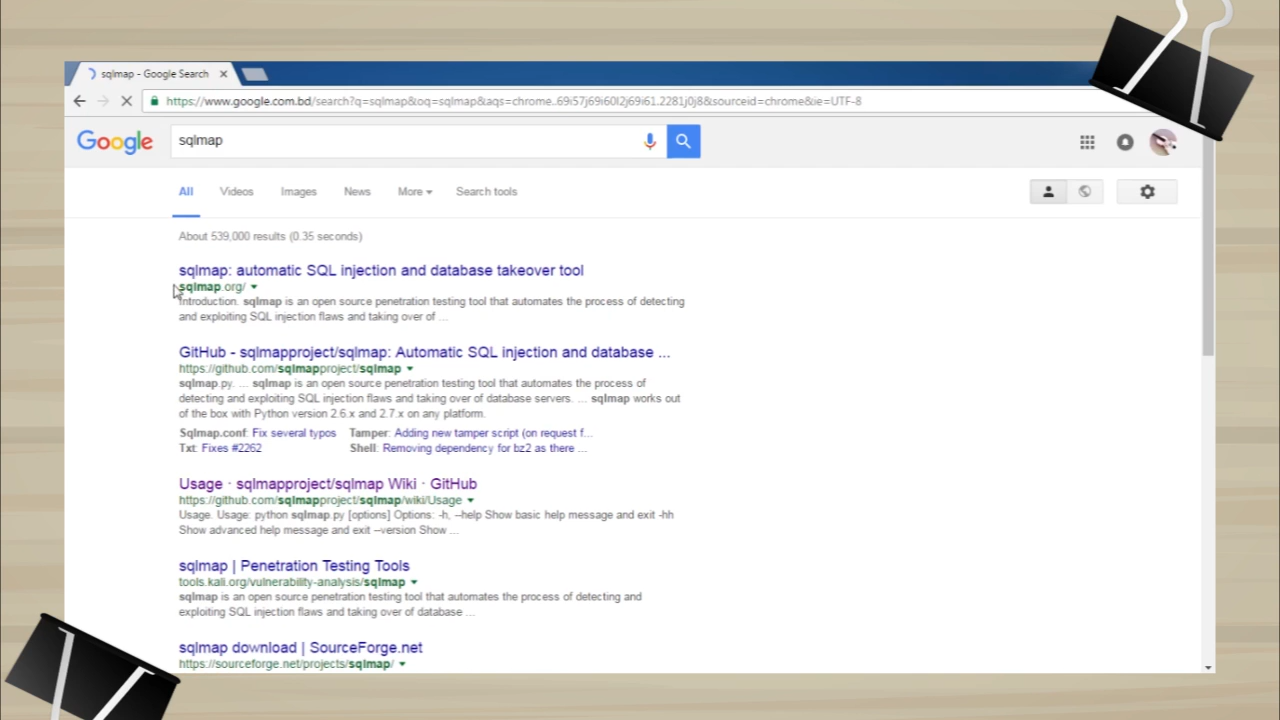 sqlmap - Google Search
https://www.google.com.bd/search?q=sqlmap&oq=sqlmap&aqs=chrome..69i57j69i60l2j69i61.2281j0j8&sourceid=chrome&ie=UTF-8
Google sqlmap
All Videos Images News More Search tools
About 539,000 results (0.35 seconds)
sqlmap: automatic SQL injection and database takeover tool
sqlmap.org/
Introduction. sqlmap is an open source penetration testing tool that automates the process of detecting
and exploiting SQL injection flaws and taking over of ...
GitHub - sqlmapproject/sqlmap: Automatic SQL injection and database ...
https://github.com/sqlmapproject/sqlmap
sqlmap.py. ... sqlmap is an open source penetration testing tool that automates the process of
detecting and exploiting SQL injection flaws and taking over of database servers. ... sqlmap works out
of the box with Python version 2.6.x and 2.7.x on any platform.
Sqlmap.conf: Fix several typos Tamper: Adding new tamper script (on request f...
Txt: Fixes #2262 Shell: Removing dependency for bz2 as there ...
Usage · sqlmapproject/sqlmap Wiki · GitHub
https://github.com/sqlmapproject/sqlmap/wiki/Usage
Usage. Usage: python sqlmap.py [options] Options: -h, --help Show basic help message and exit -hh
Show advanced help message and exit --version Show ...
sqlmap | Penetration Testing Tools
tools.kali.org/vulnerability-analysis/sqlmap
sqlmap is an open source penetration testing tool that automates the process of detecting and
exploiting SQL injection flaws and taking over of database ...
sqlmap download | SourceForge.net
https://sourceforge.net/projects/sqlmap/